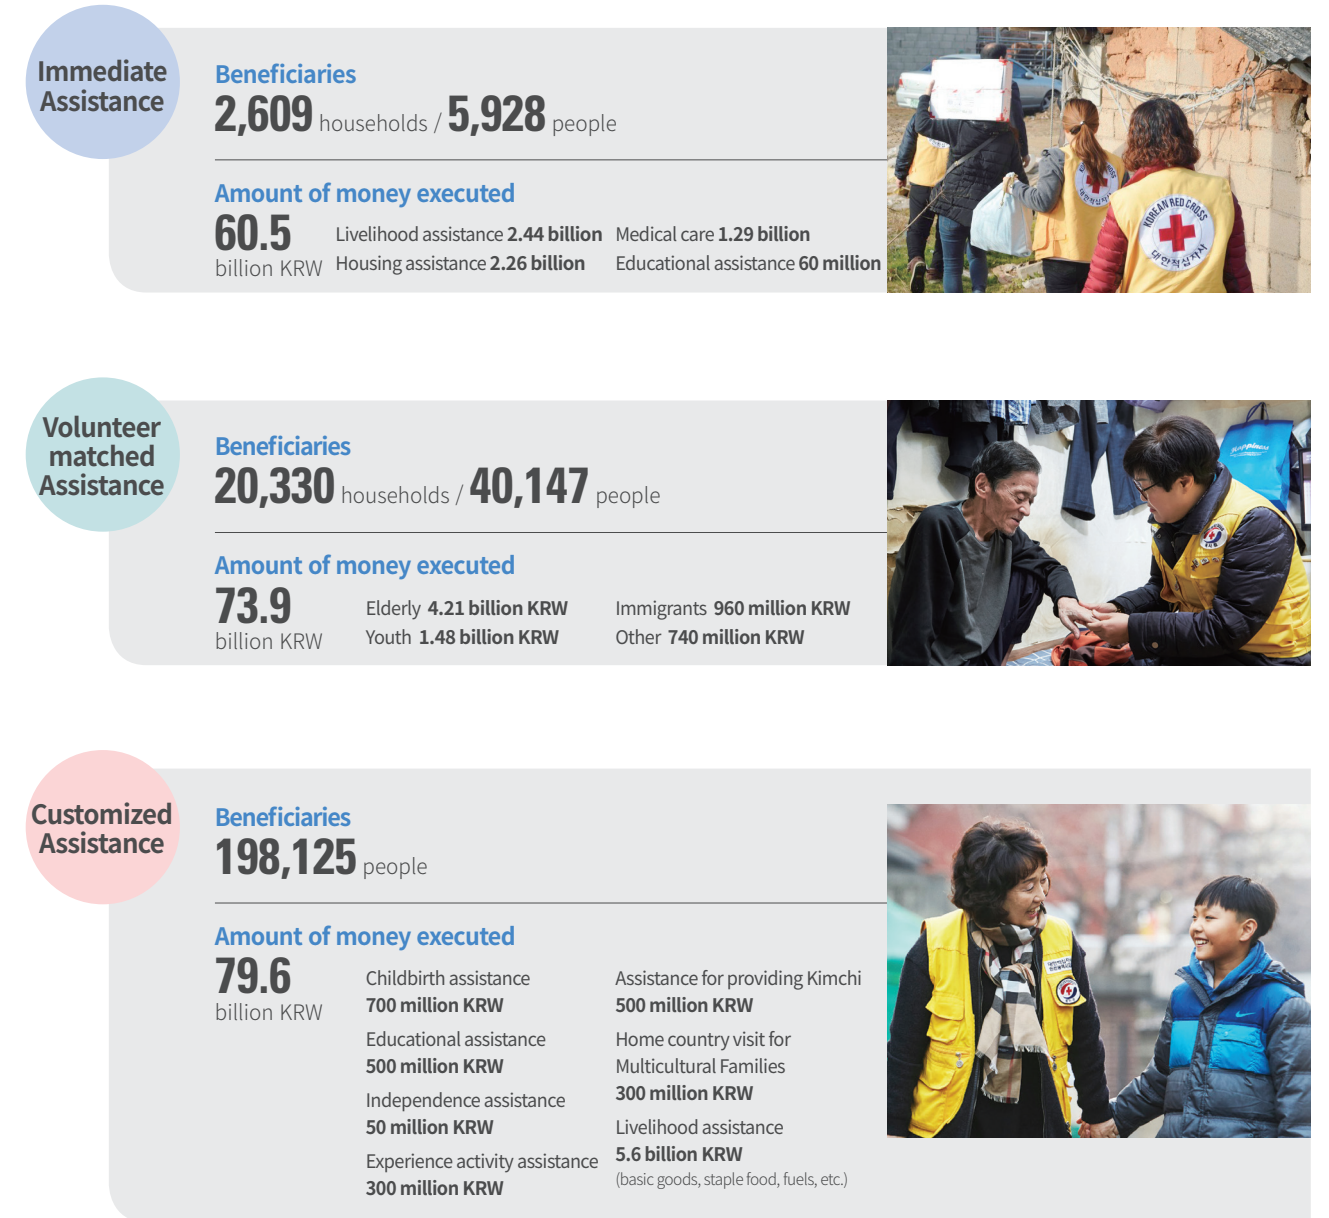 Immediate
Assistance
Beneficiaries
2,609 households / 5,928 people
Amount of money executed
60.5
billion KRW
Livelihood assistance 2.44 billion
Medical care 1.29 billion
Housing assistance 2.26 billion
Educational assistance 60 million
KOREAN RED CROSS
대한적십자사
Volunteer
matched
Assistance
Beneficiaries
20,330 households / 40,147 people
Amount of money executed
73.9
billion KRW
Elderly 4.21 billion KRW
Immigrants 960 million KRW
Youth 1.48 billion KRW
Other 740 million KRW
Happiness
Customized
Assistance
Beneficiaries
198,125 people
Amount of money executed
79.6
billion KRW
Childbirth assistance
700 million KRW
Educational assistance
500 million KRW
Independence assistance
50 million KRW
Experience activity assistance
300 million KRW
Assistance for providing Kimchi
500 million KRW
Home country visit for
Multicultural Families
300 million KRW
Livelihood assistance
5.6 billion KRW
(basic goods, staple food, fuels, etc.)